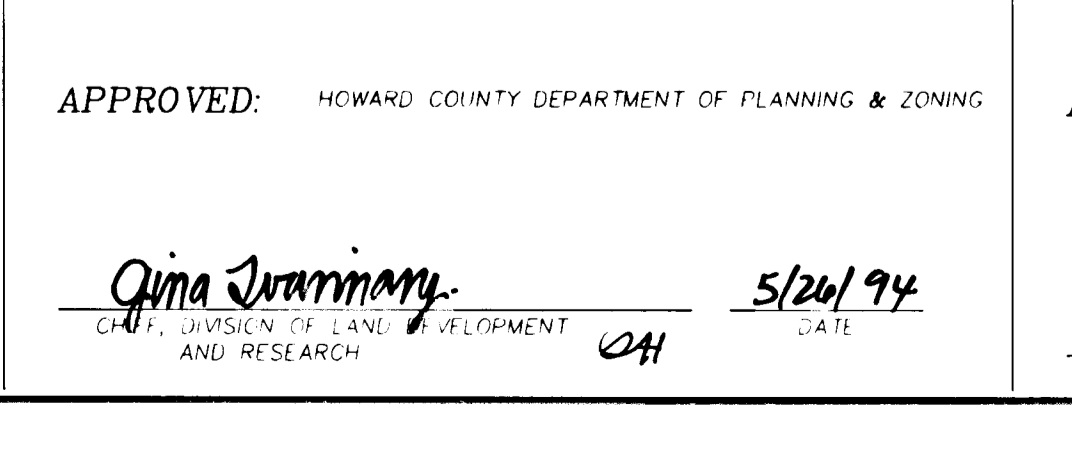 APPROVED: HOWARD COUNTY DEPARTMENT OF PLANNING & ZONING
Gina 5/26/94
CHIEF, DIVISION OF LAND DEVELOPMENT DATE
AND RESEARCH